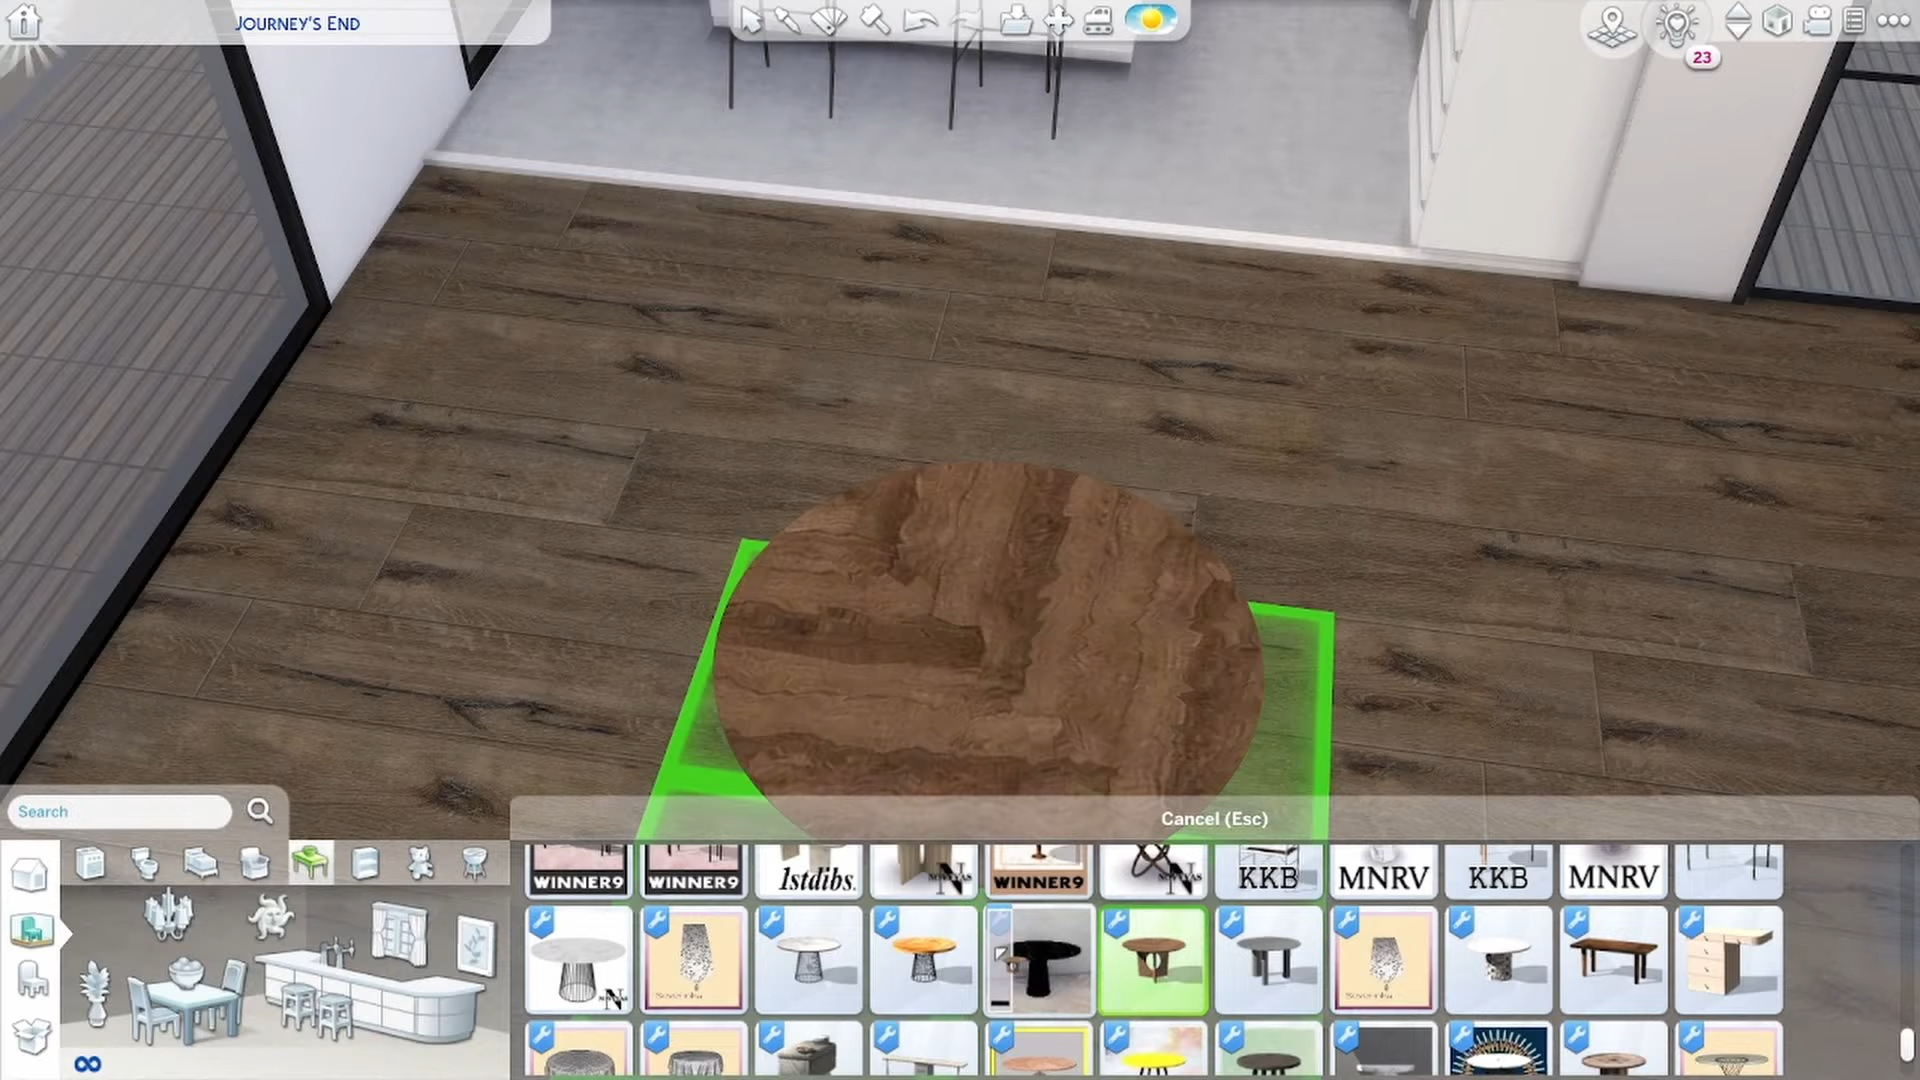 JOURNEY'S END
23
Search
Cancel (Esc)
WINNER9
WINNER9
1stdibs.
N
WINNER9
N
KKB
MNRV
KKB
MNRV
N